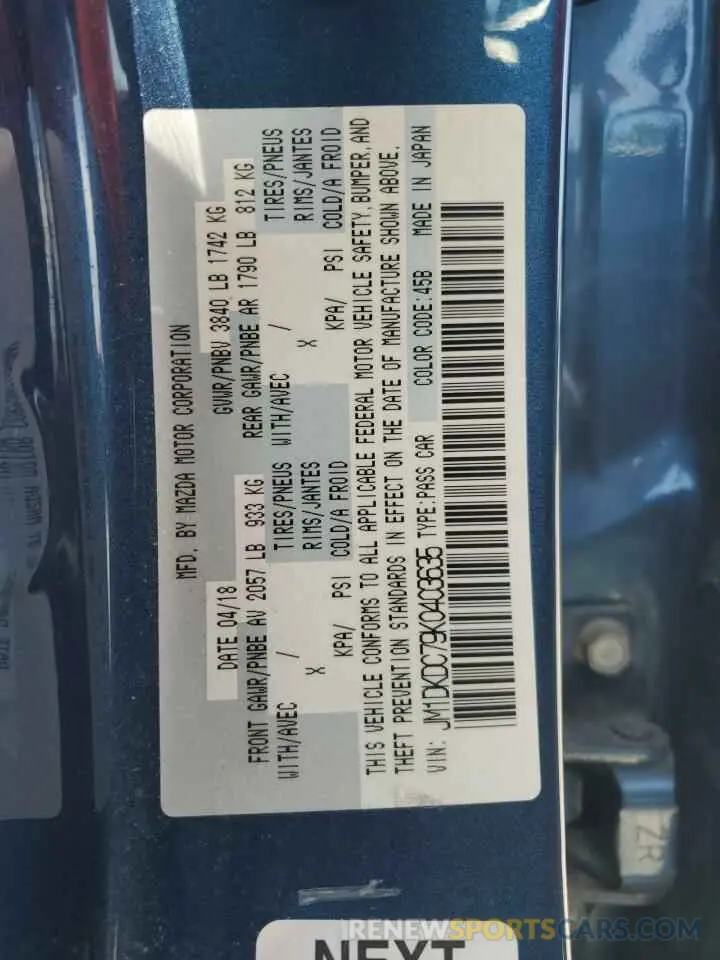 MFD. BY MAZDA MOTOR CORPORATION
DATE 04/18 GVWR/PNBV 3840 LB 1742 KG
FRONT GAWR/PNBE AV 2057 LB 933 KG REAR GAWR/PNBE AR 1790 LB 812 KG
WITH/AVEC TIRES/PNEUS WITH/AVEC TIRES/PNEUS
X / RIMS/JANTES X / RIMS/JANTES
KPA/ PSI COLD/A FROID KPA/ PSI COLD/A FROID
THIS VEHICLE CONFORMS TO ALL APPLICABLE FEDERAL MOTOR VEHICLE SAFETY, BUMPER, AND
THEFT PREVENTION STANDARDS IN EFFECT ON THE DATE OF MANUFACTURE SHOWN ABOVE.
VIN: JM1DKDC79K0403635 TYPE:PASS CAR COLOR CODE:45B MADE IN JAPAN
ZR
NEXT
RENEWSPORTSCARS.COM